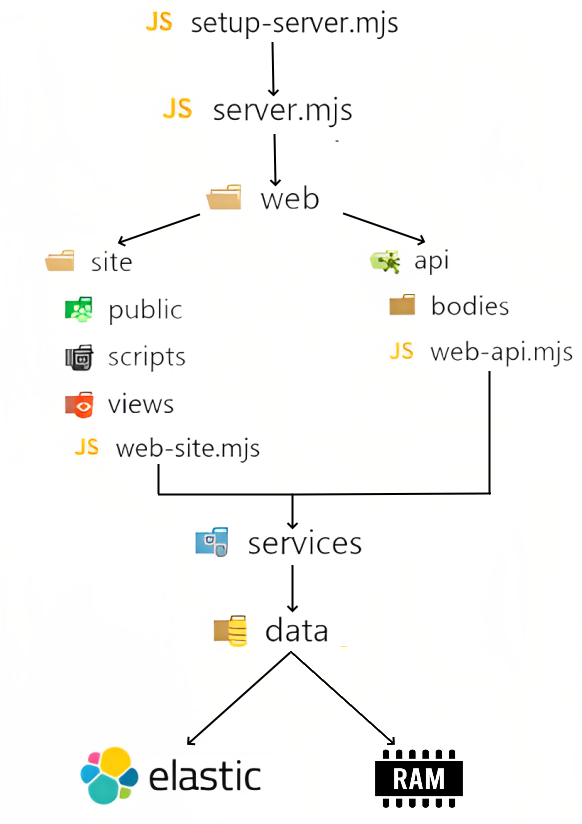 JS setup-server.mjs
JS server.mjs
web
site
public
scripts
views
JS web-site.mjs
api
bodies
JS web-api.mjs
services
data
elastic
RAM